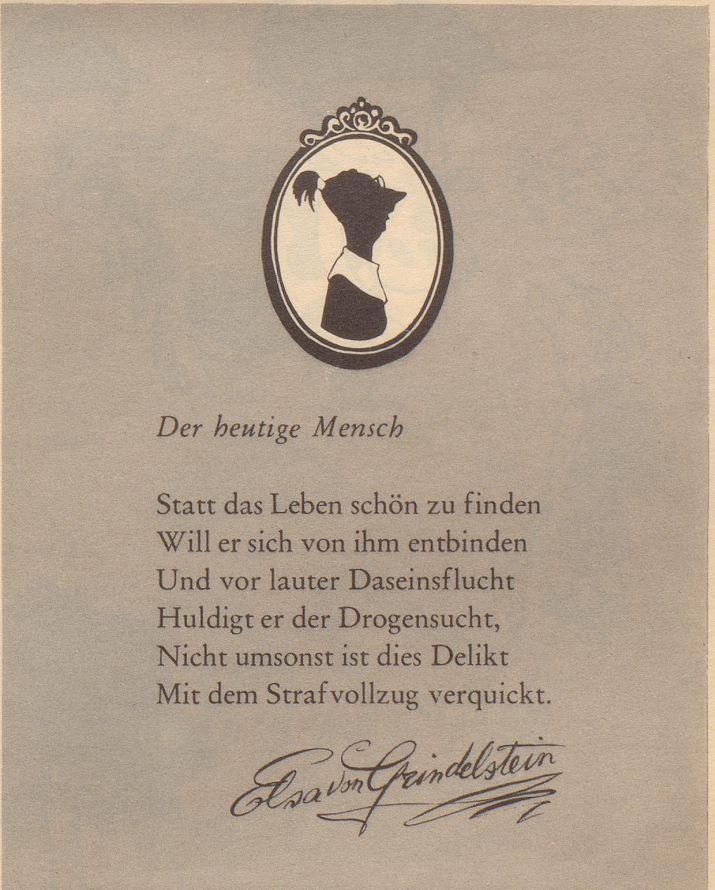 Der heutige Mensch
Statt das Leben schön zu finden
Will er sich von ihm entbinden
Und vor lauter Daseinsflucht
Huldigt er der Drogensucht,
Nicht umsonst ist dies Delikt
Mit dem Strafvollzug verquickt.
Elsa von Grindelstein